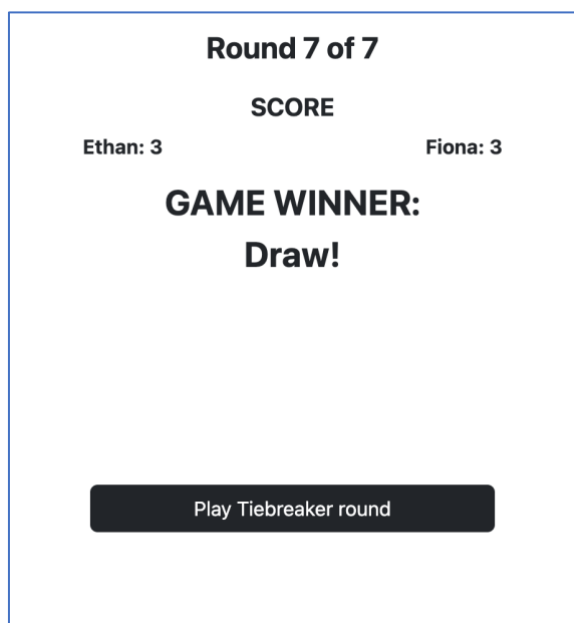 Round 7 of 7
SCORE
Ethan: 3 Fiona: 3
GAME WINNER:
Draw!
Play Tiebreaker round